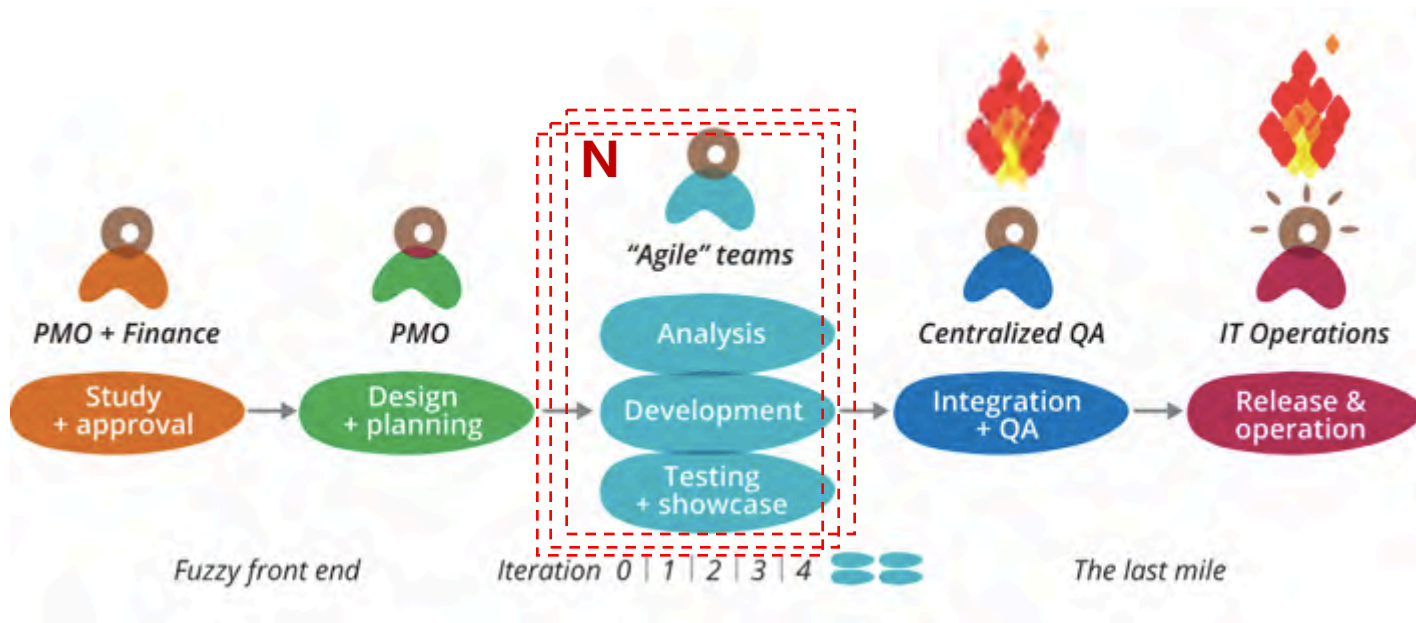 N
“Agile” teams
PMO + Finance
PMO
Centralized QA
IT Operations
Study
+ approval
Design
+ planning
Analysis
Development
Testing
+ showcase
Integration
+ QA
Release &
operation
Fuzzy front end
Iteration 0 | 1 | 2 | 3 | 4
The last mile